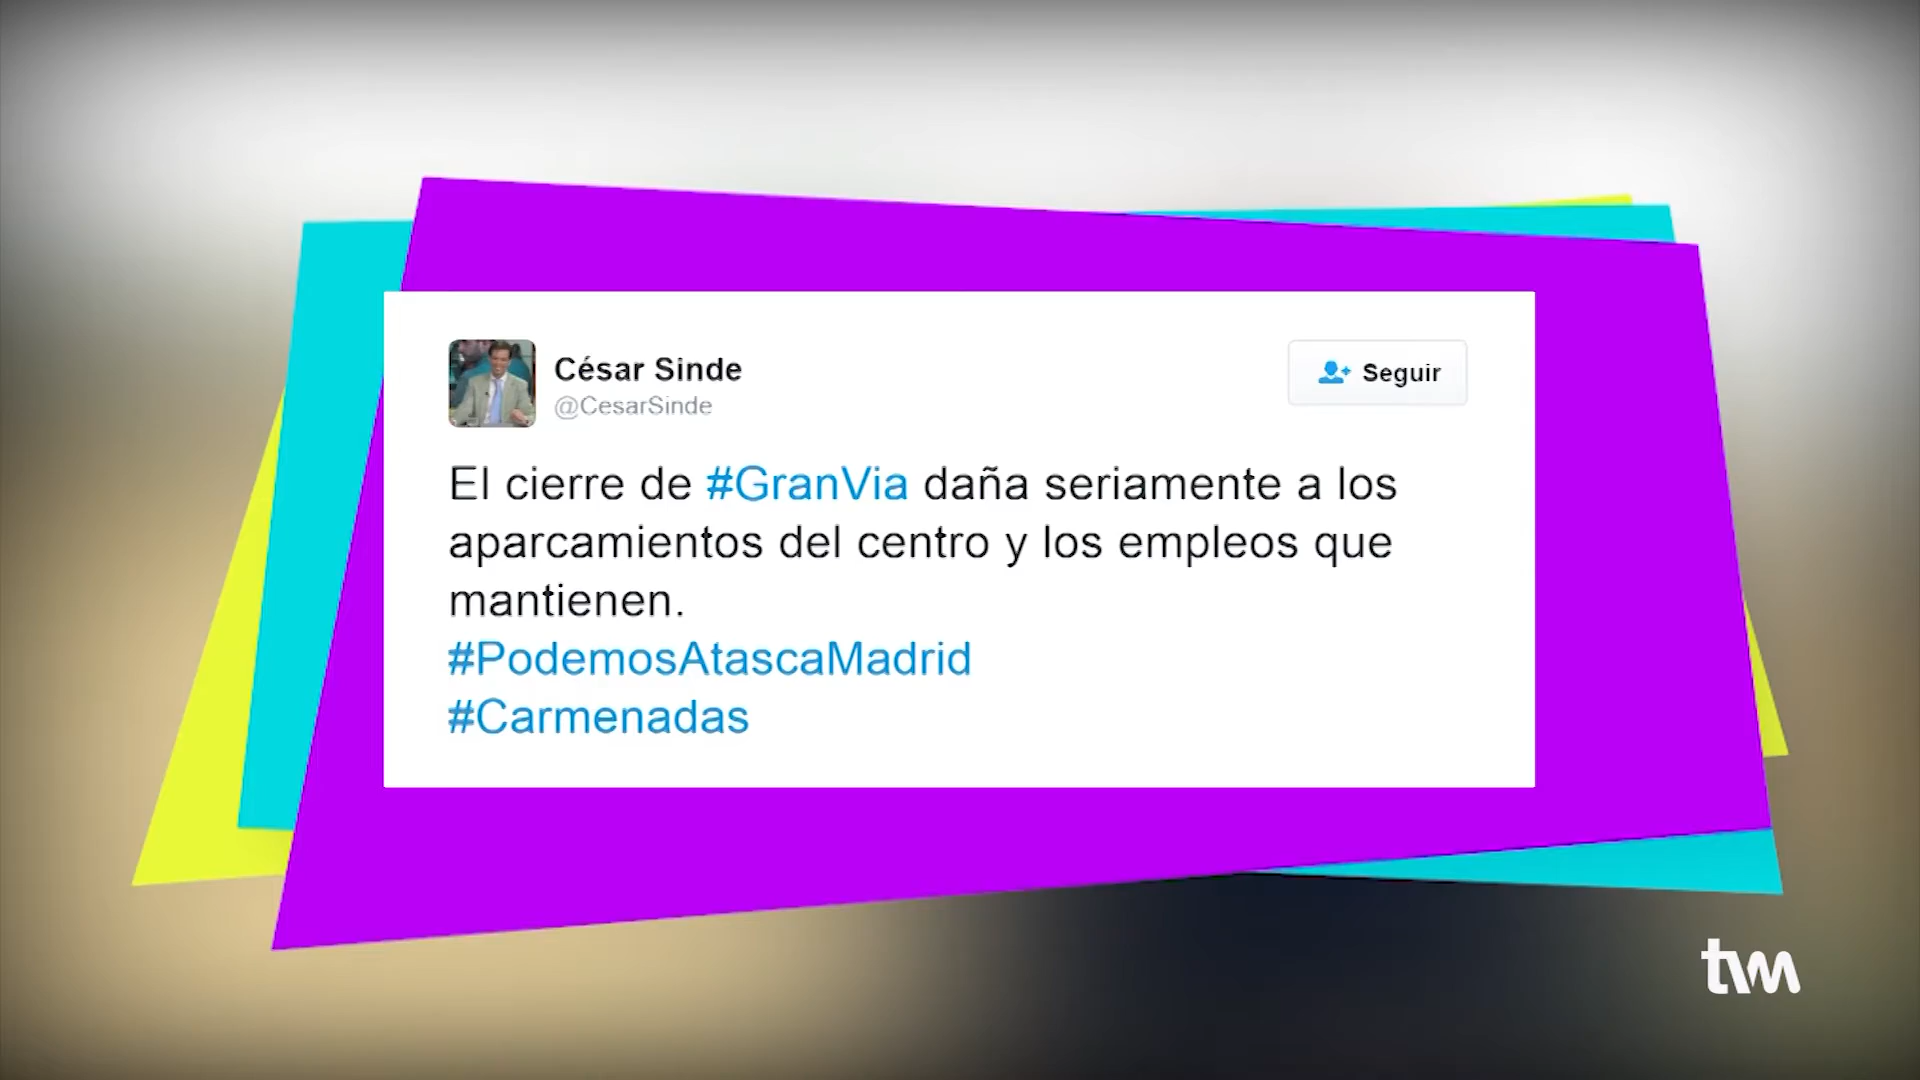 César Sinde
@CesarSinde
Seguir
El cierre de #GranVia daña seriamente a los
aparcamientos del centro y los empleos que
mantienen.
#PodemosAtascaMadrid
#Carmenadas
tvm